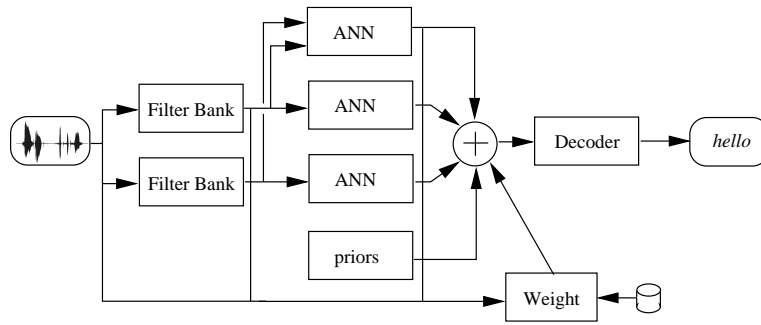 ANN
Filter Bank
ANN
Filter Bank
ANN
Decoder
hello
priors
Weight